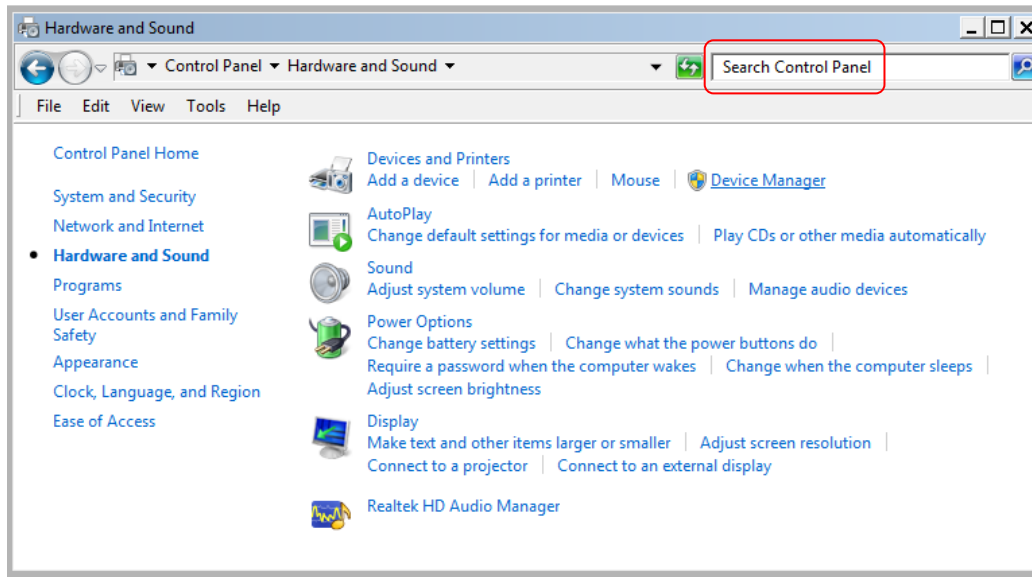 Hardware and Sound
Control Panel Hardware and Sound Search Control Panel
File Edit View Tools Help
Control Panel Home
System and Security
Network and Internet
Hardware and Sound
Programs
User Accounts and Family
Safety
Appearance
Clock, Language, and Region
Ease of Access
Devices and Printers
Add a device Add a printer Mouse Device Manager
AutoPlay
Change default settings for media or devices Play CDs or other media automatically
Sound
Adjust system volume Change system sounds Manage audio devices
Power Options
Change battery settings Change what the power buttons do
Require a password when the computer wakes Change when the computer sleeps
Adjust screen brightness
Display
Make text and other items larger or smaller Adjust screen resolution
Connect to a projector Connect to an external display
Realtek HD Audio Manager